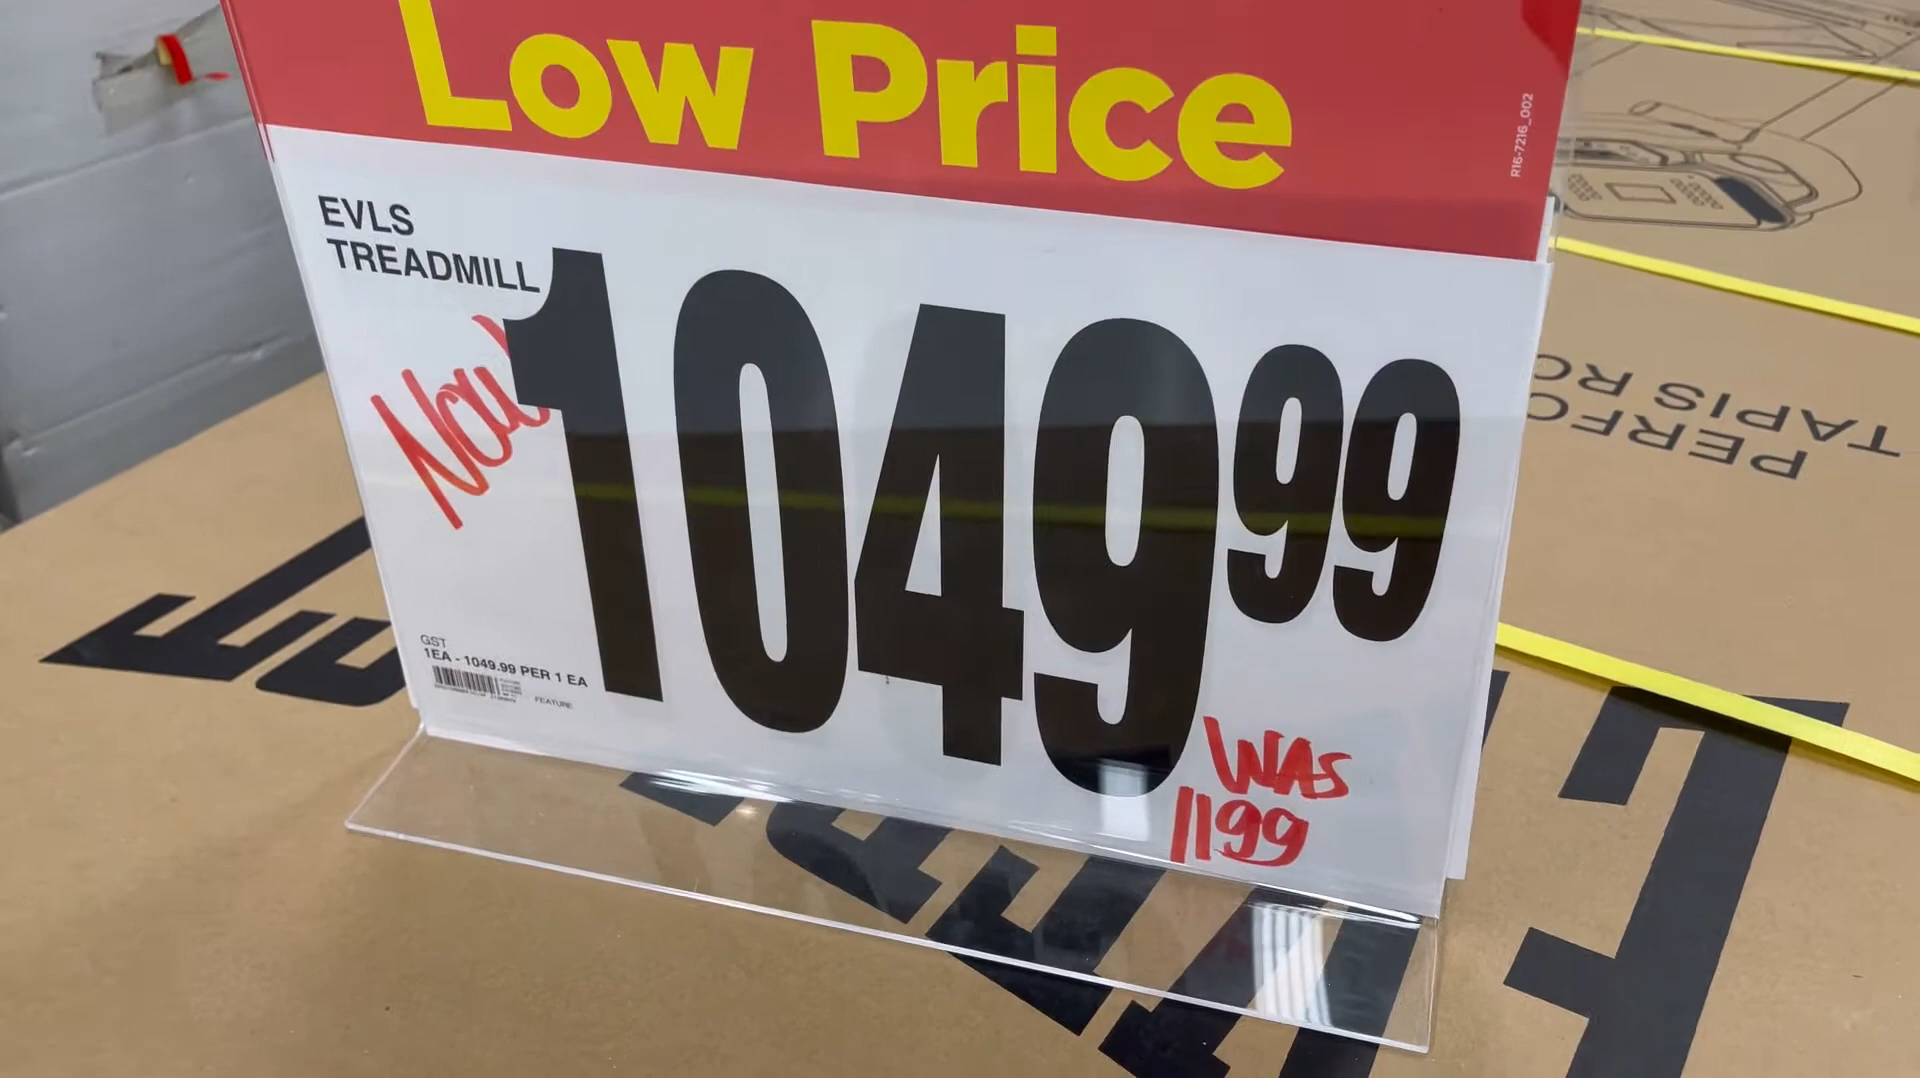 Low Price
R16-7216_002
EVLS
TREADMILL
Now
1049 99
GST
1EA - 1049.99 PER 1 EA
FEATURE
WAS
1199
PERFO
TAPIS RO